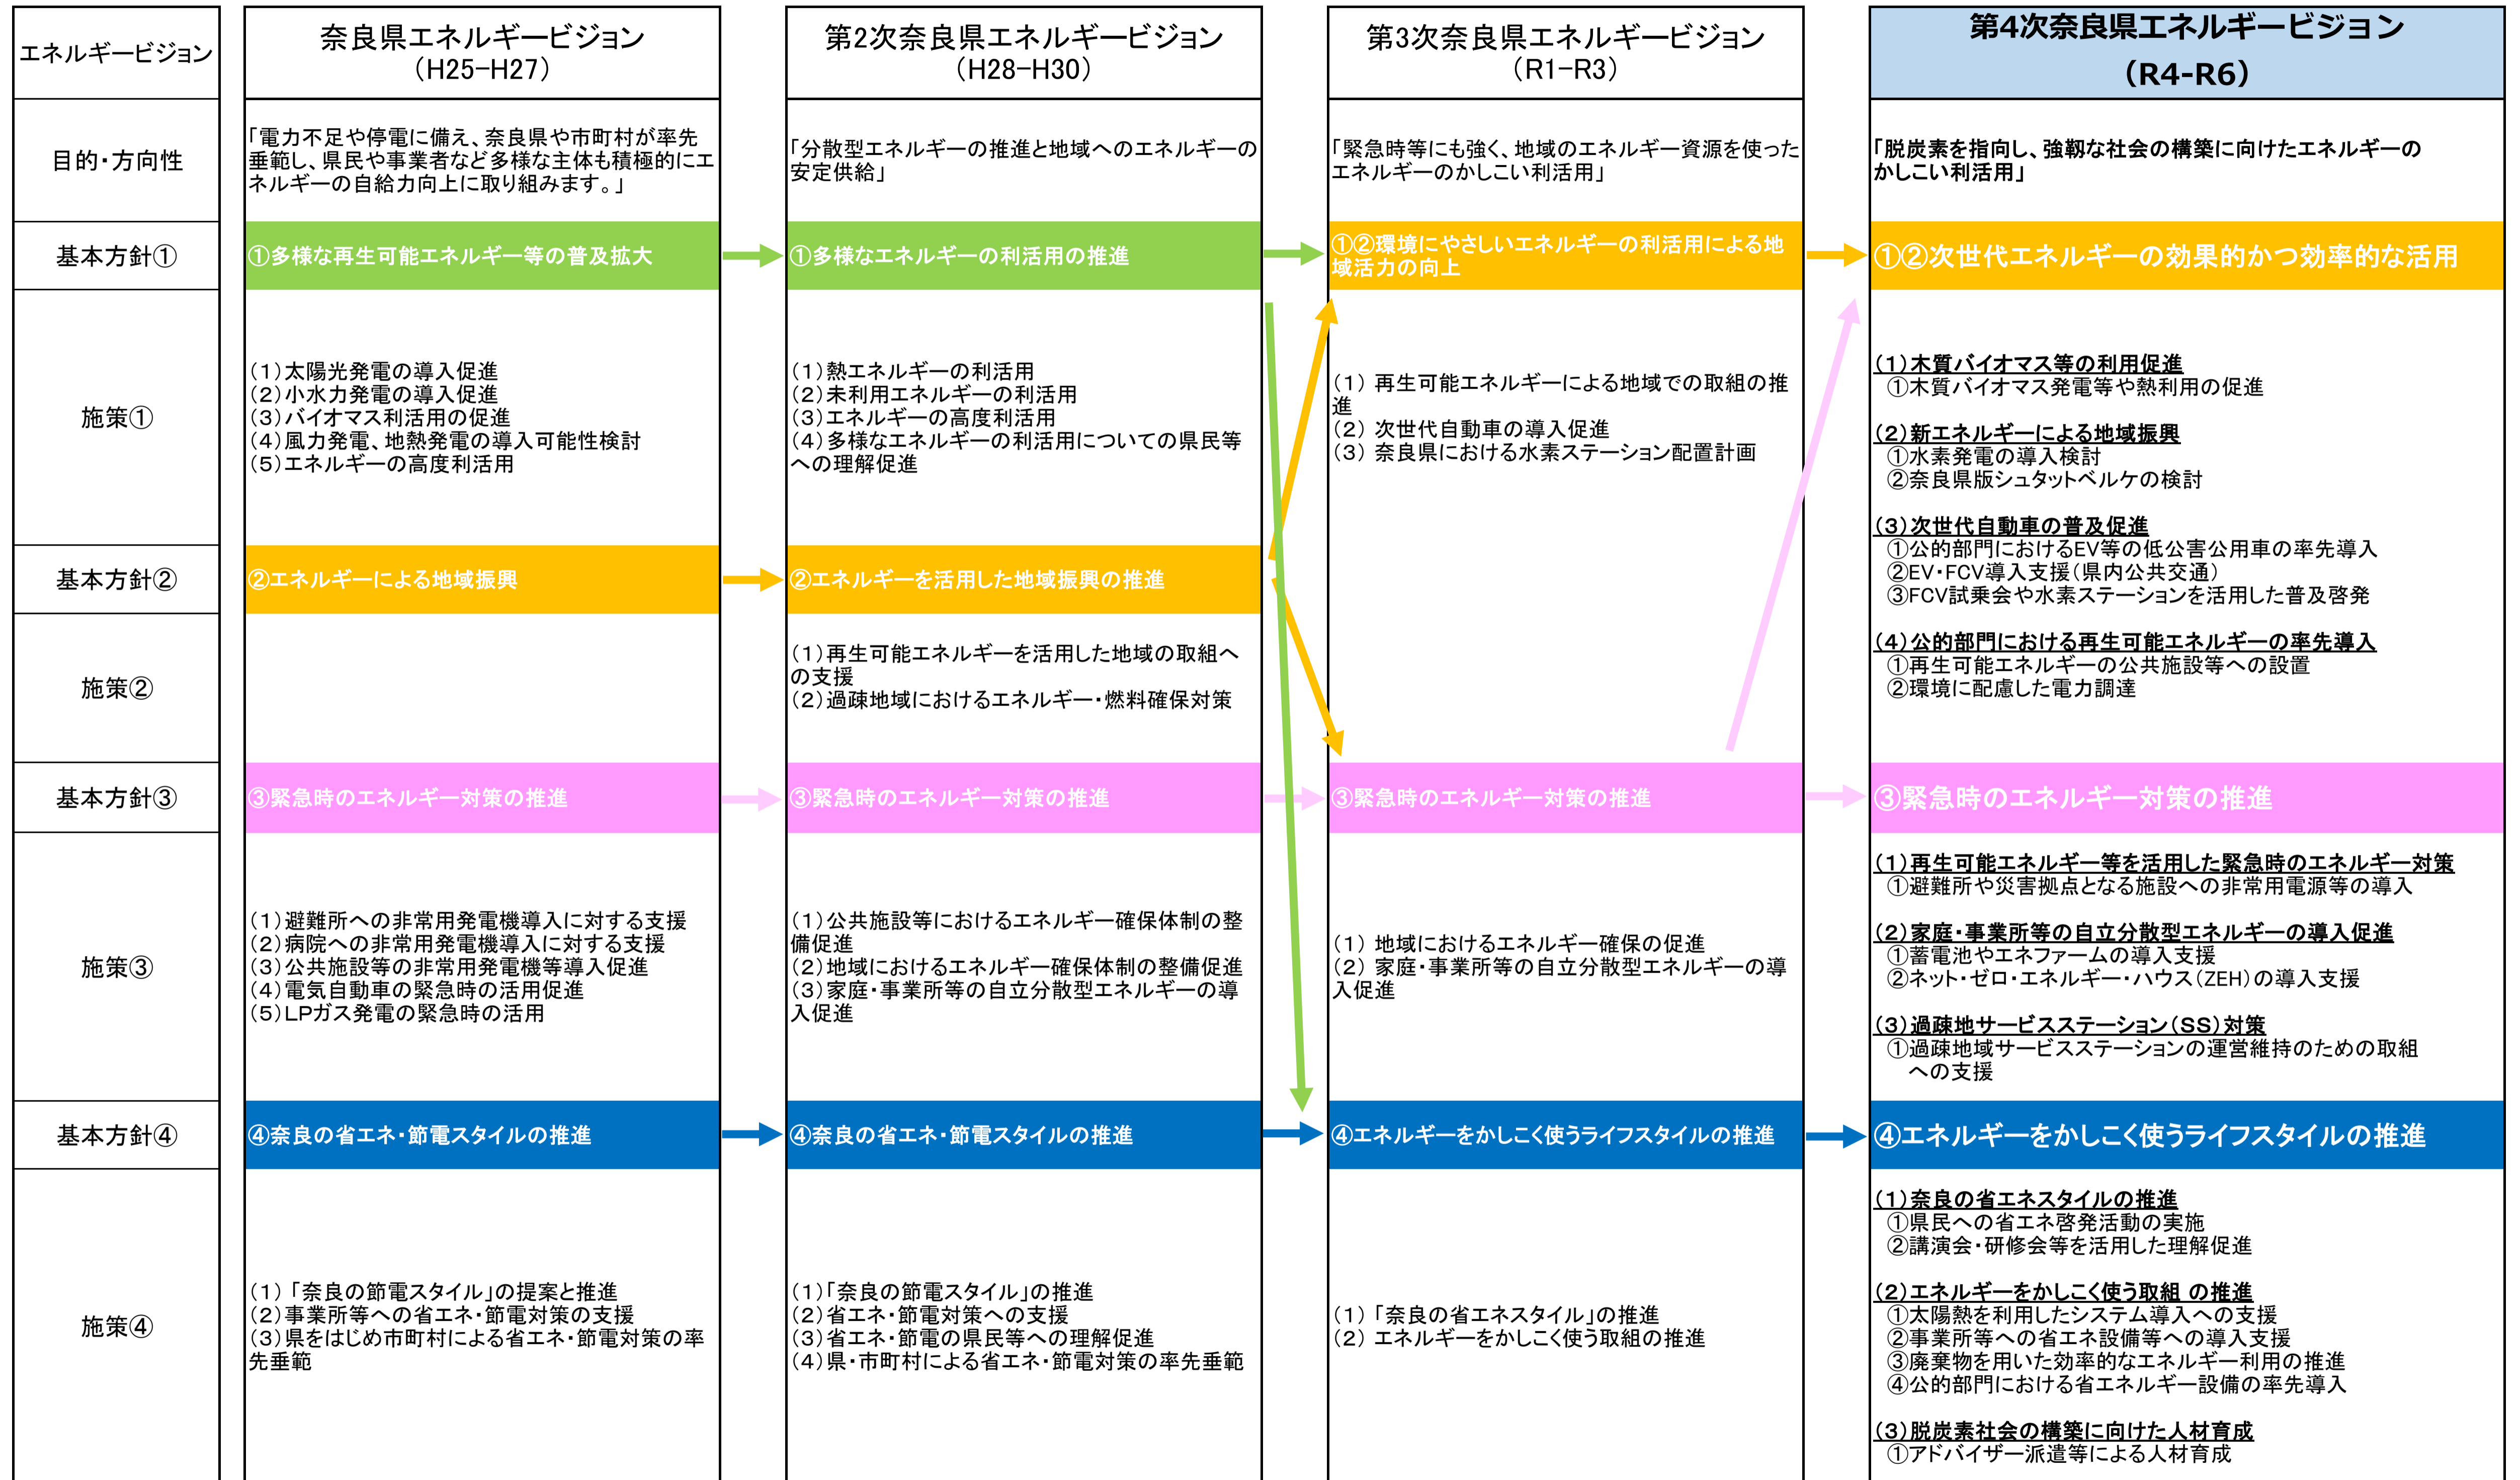 エネルギービジョン
奈良県エネルギービジョン
（H25-H27）
第2次奈良県エネルギービジョン
（H28-H30）
第3次奈良県エネルギービジョン
（R1-R3）
第4次奈良県エネルギービジョン
（R4-R6）
目的・方向性
「電力不足や停電に備え、奈良県や市町村が率先
垂範し、県民や事業者など多様な主体も積極的にエ
ネルギーの自給力向上に取り組みます。」
「分散型エネルギーの推進と地域へのエネルギーの
安定供給」
「緊急時等にも強く、地域のエネルギー資源を使った
エネルギーのかしこい利活用」
「脱炭素を指向し、強靱な社会の構築に向けたエネルギーの
かしこい利活用」
基本方針①
①多様な再生可能エネルギー等の普及拡大
①多様なエネルギーの利活用の推進
①②環境にやさしいエネルギーの利活用による地
域活力の向上
①②次世代エネルギーの効果的かつ効率的な活用
施策①
（１）太陽光発電の導入促進
（２）小水力発電の導入促進
（３）バイオマス利活用の促進
（４）風力発電、地熱発電の導入可能性検討
（５）エネルギーの高度利活用
（１）熱エネルギーの利活用
（２）未利用エネルギーの利活用
（３）エネルギーの高度利活用
（４）多様なエネルギーの利活用についての県民等
への理解促進
（１） 再生可能エネルギーによる地域での取組の推
進
（２） 次世代自動車の導入促進
（３） 奈良県における水素ステーション配置計画
（１）木質バイオマス等の利用促進
①木質バイオマス発電等や熱利用の促進
（２）新エネルギーによる地域振興
①水素発電の導入検討
②奈良県版シュタットベルケの検討
（３）次世代自動車の普及促進
①公的部門におけるEV等の低公害公用車の率先導入
②EV・FCV導入支援（県内公共交通）
③FCV試乗会や水素ステーションを活用した普及啓発
（４）公的部門における再生可能エネルギーの率先導入
①再生可能エネルギーの公共施設等への設置
②環境に配慮した電力調達
基本方針②
②エネルギーによる地域振興
②エネルギーを活用した地域振興の推進
施策②
（１）再生可能エネルギーを活用した地域の取組へ
の支援
（２）過疎地域におけるエネルギー・燃料確保対策
基本方針③
③緊急時のエネルギー対策の推進
③緊急時のエネルギー対策の推進
③緊急時のエネルギー対策の推進
③緊急時のエネルギー対策の推進
施策③
（１）避難所への非常用発電機導入に対する支援
（２）病院への非常用発電機導入に対する支援
（３）公共施設等の非常用発電機等導入促進
（４）電気自動車の緊急時の活用促進
（５）LPガス発電の緊急時の活用
（１）公共施設等におけるエネルギー確保体制の整
備促進
（２）地域におけるエネルギー確保体制の整備促進
（３）家庭・事業所等の自立分散型エネルギーの導
入促進
（１） 地域におけるエネルギー確保の促進
（２） 家庭・事業所等の自立分散型エネルギーの導
入促進
（１）再生可能エネルギー等を活用した緊急時のエネルギー対策
①避難所や災害拠点となる施設への非常用電源等の導入
（２）家庭・事業所等の自立分散型エネルギーの導入促進
①蓄電池やエネファームの導入支援
②ネット・ゼロ・エネルギー・ハウス（ZEH）の導入支援
（３）過疎地サービスステーション（ＳＳ）対策
①過疎地域サービスステーションの運営維持のための取組
への支援
基本方針④
④奈良の省エネ・節電スタイルの推進
④奈良の省エネ・節電スタイルの推進
④エネルギーをかしこく使うライフスタイルの推進
④エネルギーをかしこく使うライフスタイルの推進
施策④
（１） 「奈良の節電スタイル」の提案と推進
（２）事業所等への省エネ・節電対策の支援
（３）県をはじめ市町村による省エネ・節電対策の率
先垂範
（１）「奈良の節電スタイル」の推進
（２）省エネ・節電対策への支援
（３）省エネ・節電の県民等への理解促進
（４）県・市町村による省エネ・節電対策の率先垂範
（１） 「奈良の省エネスタイル」の推進
（２） エネルギーをかしこく使う取組の推進
（１）奈良の省エネスタイルの推進
①県民への省エネ啓発活動の実施
②講演会・研修会等を活用した理解促進
（２）エネルギーをかしこく使う取組 の推進
①太陽熱を利用したシステム導入への支援
②事業所等への省エネ設備等への導入支援
③廃棄物を用いた効率的なエネルギー利用の推進
④公的部門における省エネルギー設備の率先導入
（３）脱炭素社会の構築に向けた人材育成
①アドバイザー派遣等による人材育成